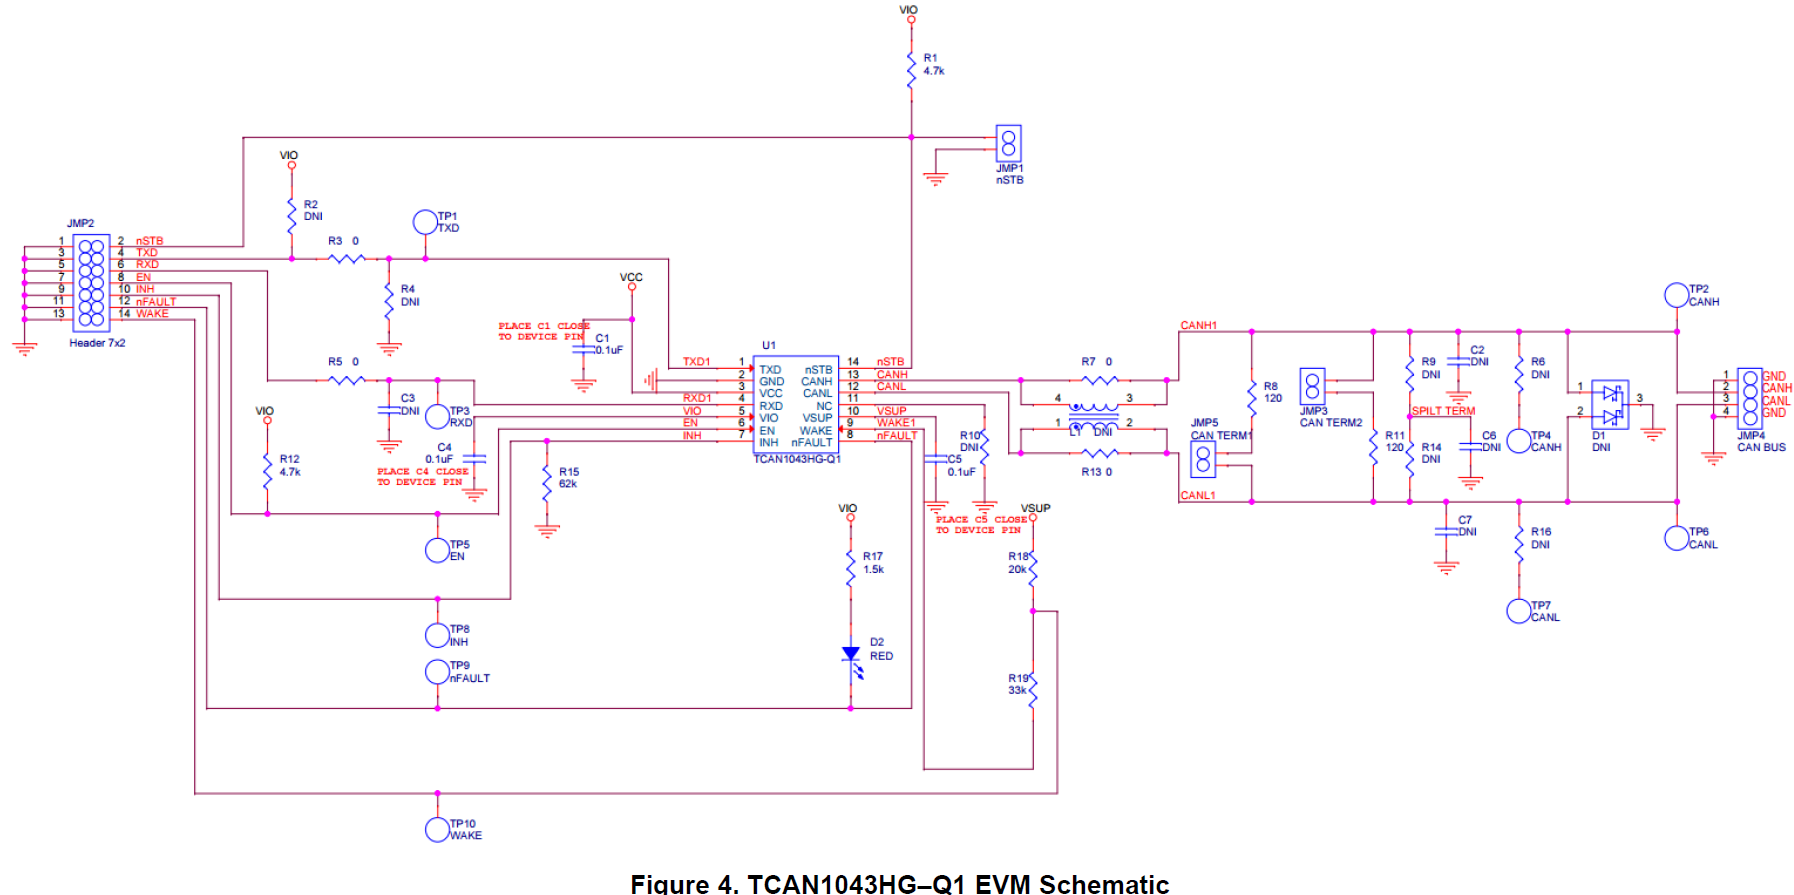 VIO
R1
4.7k
JMP1
nSTB
VIO
R2
DNI
TP1
TXD
JMP2
1 2 nSTB
3 4 TXD
5 6 RXD
7 8 EN
9 10 INH
11 12 nFAULT
13 14 WAKE
Header 7x2
R3 0
R4
DNI
R5 0
C3
DNI
TP3
RXD
VCC
PLACE C1 CLOSE
TO DEVICE PIN
C1
0.1uF
U1
TXD1 1 TXD nSTB 14 nSTB
2 GND CANH 13 CANH
3 VCC CANL 12 CANL
RXD1 4 RXD NC 11
VIO 5 VIO VSUP 10 VSUP
EN 6 EN WAKE 9 WAKE1
INH 7 INH nFAULT 8 nFAULT
TCAN1043HG-Q1
VIO
R12
4.7k
C4
0.1uF
PLACE C4 CLOSE
TO DEVICE PIN
R15
62k
TP5
EN
TP8
INH
TP9
nFAULT
TP10
WAKE
VIO
R17
1.5k
D2
RED
C5
0.1uF
R10
DNI
PLACE C5 CLOSE
TO DEVICE PIN
VSUP
R18
20k
R19
33k
R7 0
4 3
1 2
L1 DNI
R13 0
CANH1
CANL1
R8
120
JMP5
CAN TERM1
JMP3
CAN TERM2
R11
120
R9
DNI
SPILT TERM
R14
DNI
C2
DNI
C6
DNI
R6
DNI
TP4
CANH
C7
DNI
R16
DNI
TP7
CANL
1
2
3
D1
DNI
TP2
CANH
1 GND
2 CANH
3 CANL
4 GND
JMP4
CAN BUS
TP6
CANL
Figure 4. TCAN1043HG–Q1 EVM Schematic